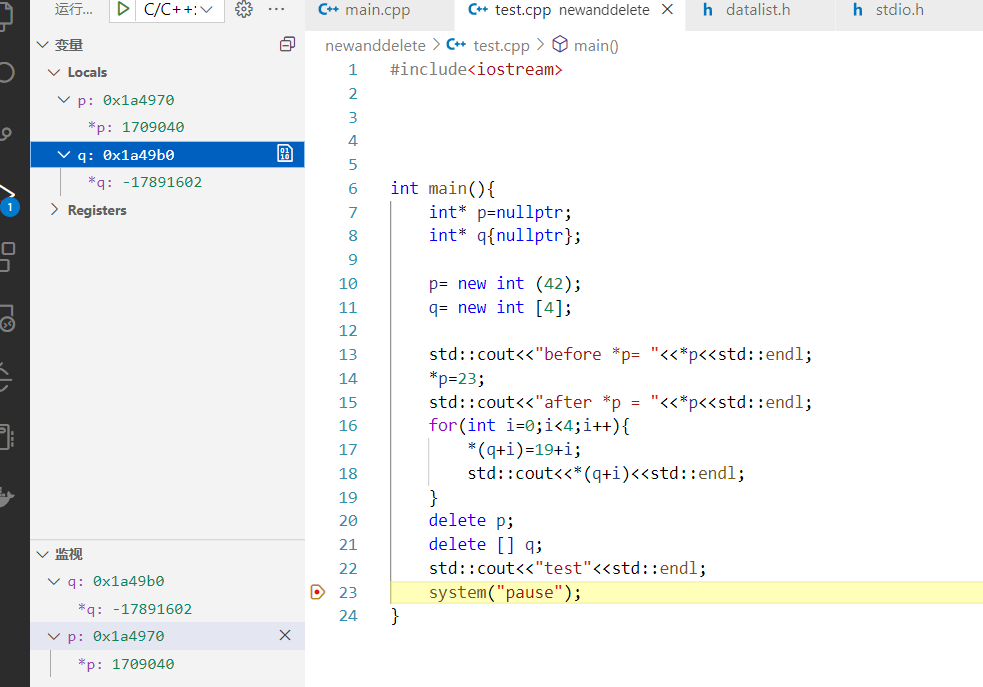 运行... C/C++: ...
main.cpp
test.cpp newanddelete
datalist.h
stdio.h
变量
Locals
p: 0x1a4970
*p: 1709040
q: 0x1a49b0
*q: -17891602
Registers
监视
q: 0x1a49b0
*q: -17891602
p: 0x1a4970
*p: 1709040
1
newanddelete > test.cpp > main()
1 #include<iostream>
2
3
4
5
6 int main(){
7 int* p=nullptr;
8 int* q{nullptr};
9
10 p= new int (42);
11 q= new int [4];
12
13 std::cout<<"before *p= "<<*p<<std::endl;
14 *p=23;
15 std::cout<<"after *p = "<<*p<<std::endl;
16 for(int i=0;i<4;i++){
17 *(q+i)=19+i;
18 std::cout<<*(q+i)<<std::endl;
19 }
20 delete p;
21 delete [] q;
22 std::cout<<"test"<<std::endl;
23 system("pause");
24 }